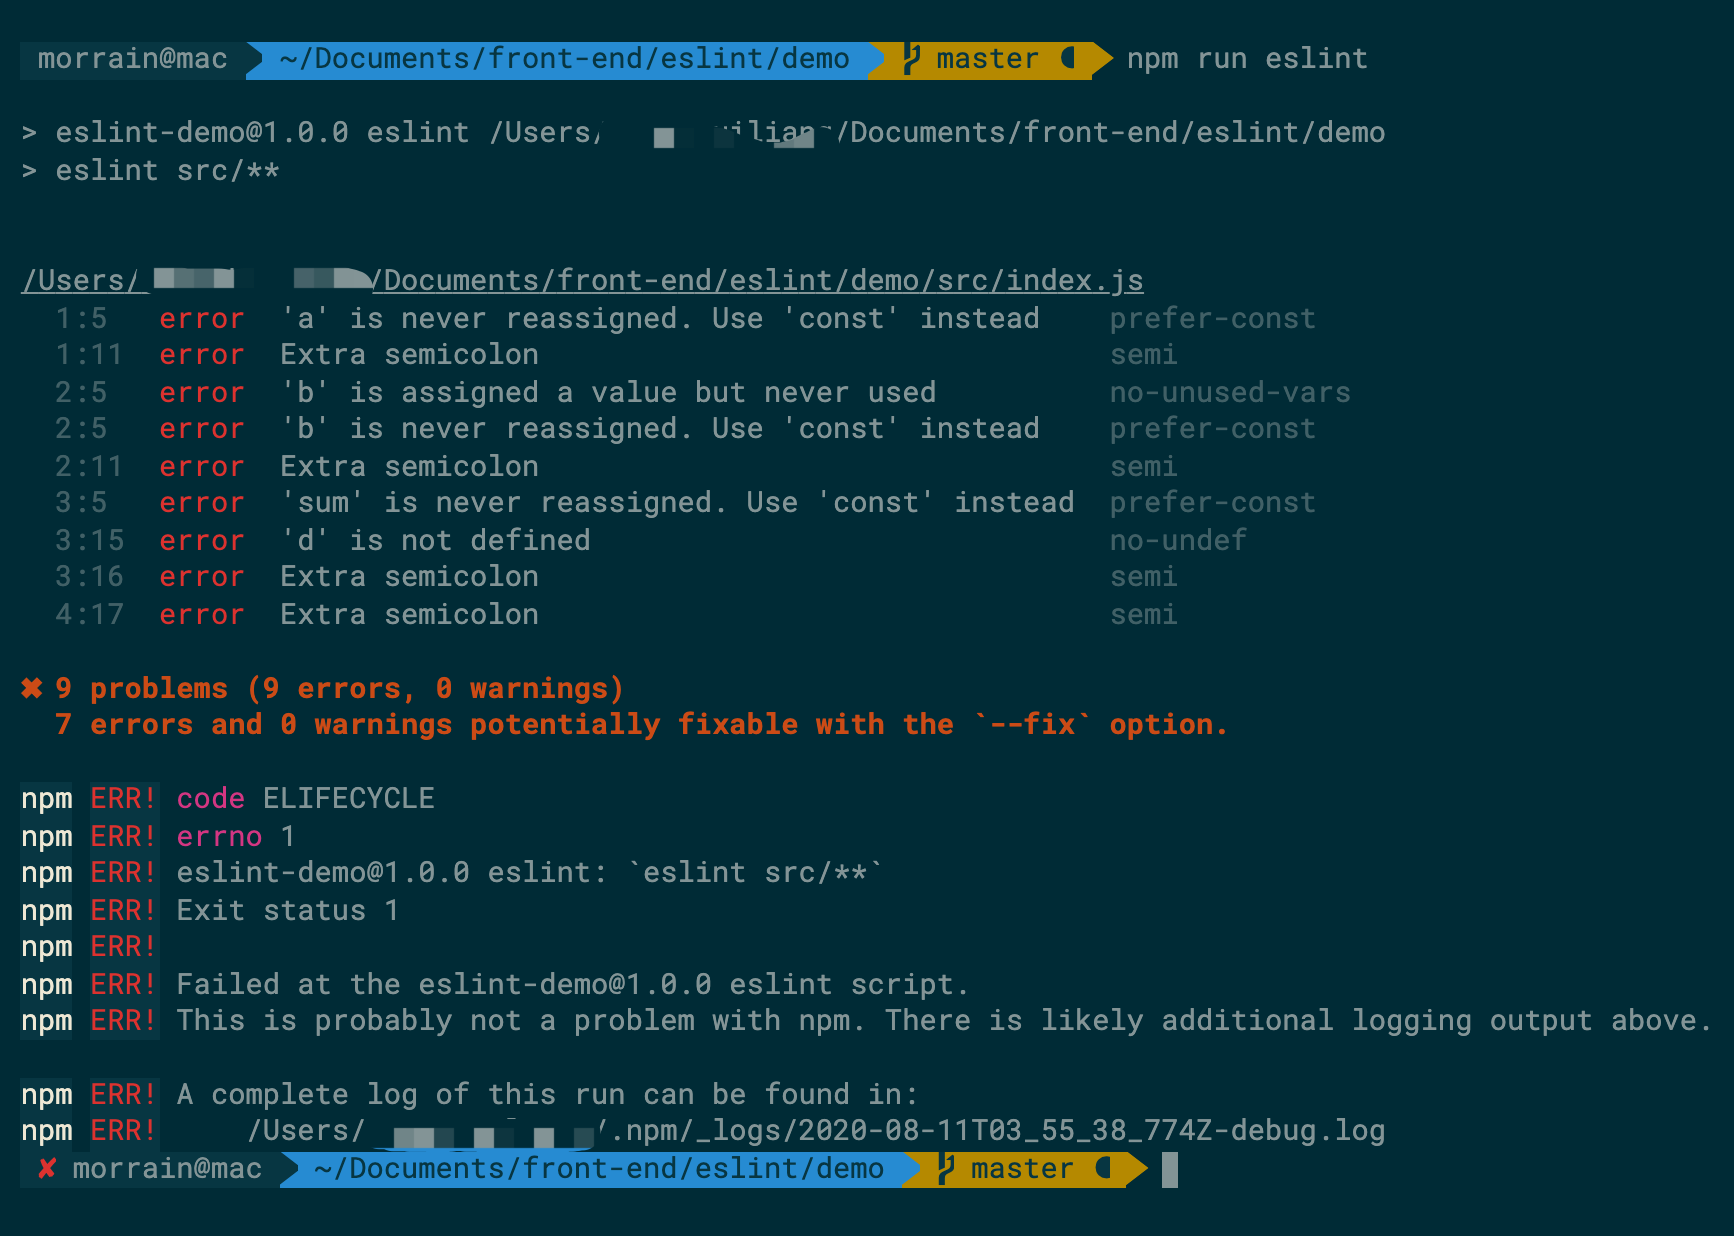 morrain@mac ~/Documents/front-end/eslint/demo master npm run eslint
> eslint-demo@1.0.0 eslint /Users/ /Documents/front-end/eslint/demo
> eslint src/**
/Users/ /Documents/front-end/eslint/demo/src/index.js
1:5 error 'a' is never reassigned. Use 'const' instead prefer-const
1:11 error Extra semicolon semi
2:5 error 'b' is assigned a value but never used no-unused-vars
2:5 error 'b' is never reassigned. Use 'const' instead prefer-const
2:11 error Extra semicolon semi
3:5 error 'sum' is never reassigned. Use 'const' instead prefer-const
3:15 error 'd' is not defined no-undef
3:16 error Extra semicolon semi
4:17 error Extra semicolon semi
✖ 9 problems (9 errors, 0 warnings)
7 errors and 0 warnings potentially fixable with the `--fix` option.
npm ERR! code ELIFECYCLE
npm ERR! errno 1
npm ERR! eslint-demo@1.0.0 eslint: `eslint src/**`
npm ERR! Exit status 1
npm ERR!
npm ERR! Failed at the eslint-demo@1.0.0 eslint script.
npm ERR! This is probably not a problem with npm. There is likely additional logging output above.
npm ERR! A complete log of this run can be found in:
npm ERR! /Users/ /.npm/_logs/2020-08-11T03_55_38_774Z-debug.log
✘ morrain@mac ~/Documents/front-end/eslint/demo master